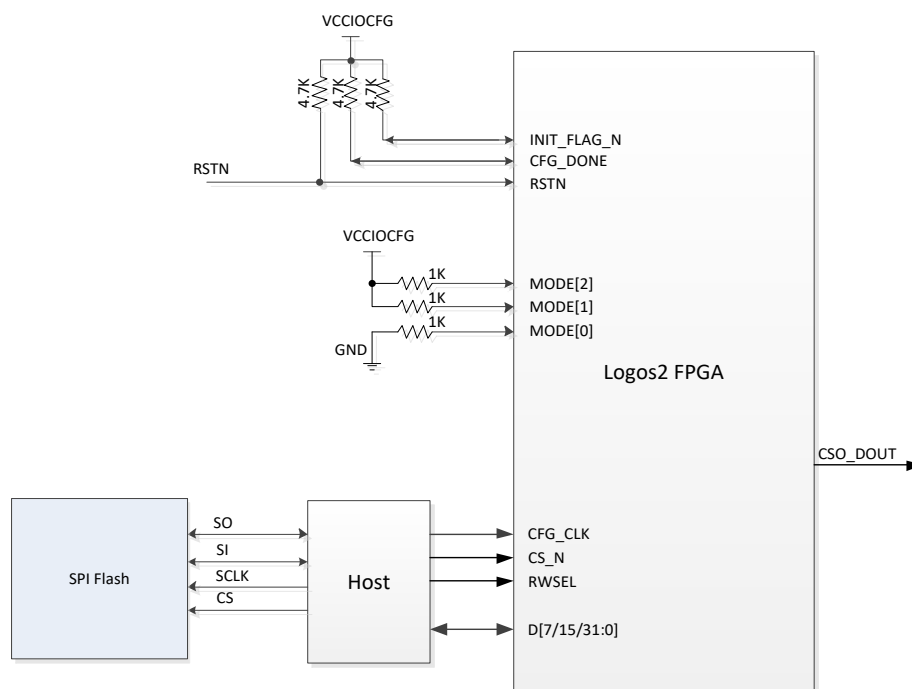 VCCIOCFG
4.7K 4.7K 4.7K
INIT_FLAG_N
CFG_DONE
RSTN RSTN
VCCIOCFG
1K MODE[2]
1K MODE[1]
1K MODE[0]
GND
Logos2 FPGA
CSO_DOUT
SO CFG_CLK
SI CS_N
SCLK RWSEL
CS
SPI Flash
Host
D[7/15/31:0]